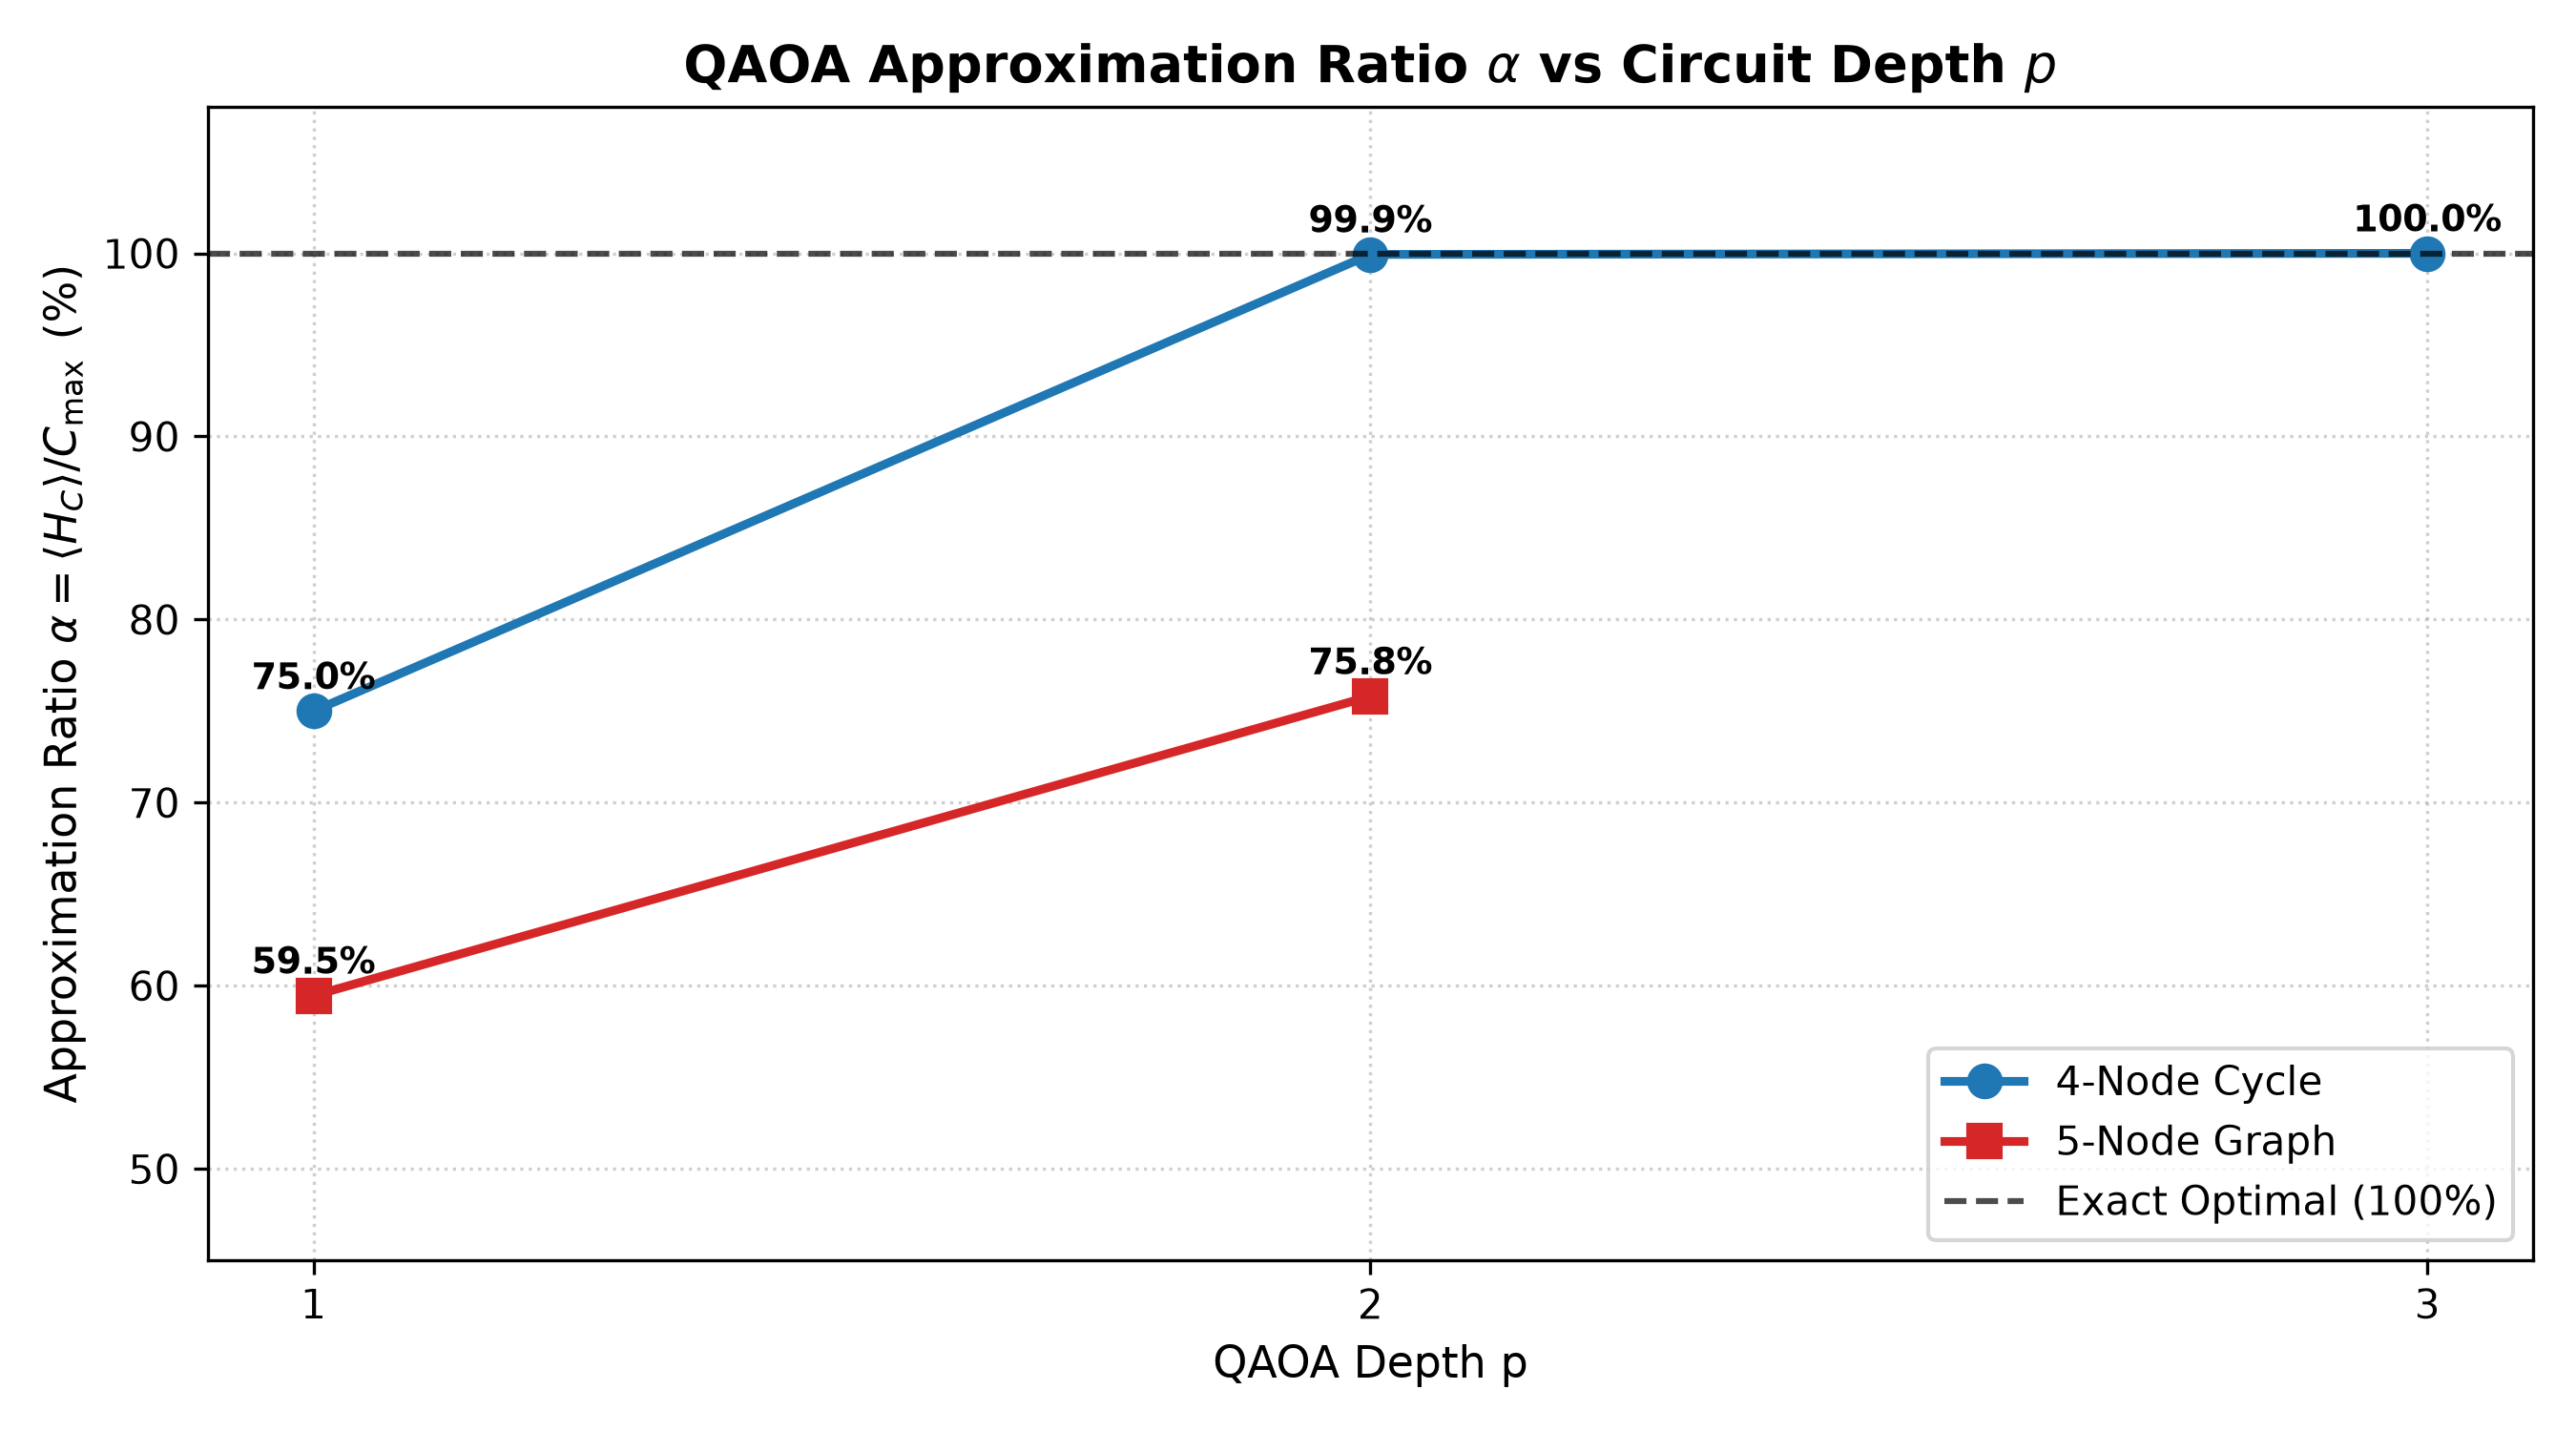 QAOA Approximation Ratio α vs Circuit Depth p
Approximation Ratio α = ⟨H_C⟩/C_max (%)
100
90
80
70
60
50
99.9%
100.0%
75.0%
75.8%
59.5%
4-Node Cycle
5-Node Graph
Exact Optimal (100%)
1
2
3
QAOA Depth p